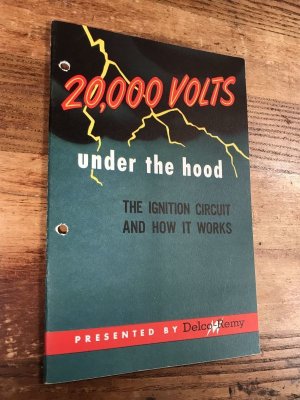 20,000 VOLTS
under the hood
THE IGNITION CIRCUIT
AND HOW IT WORKS
PRESENTED BY Delco Remy